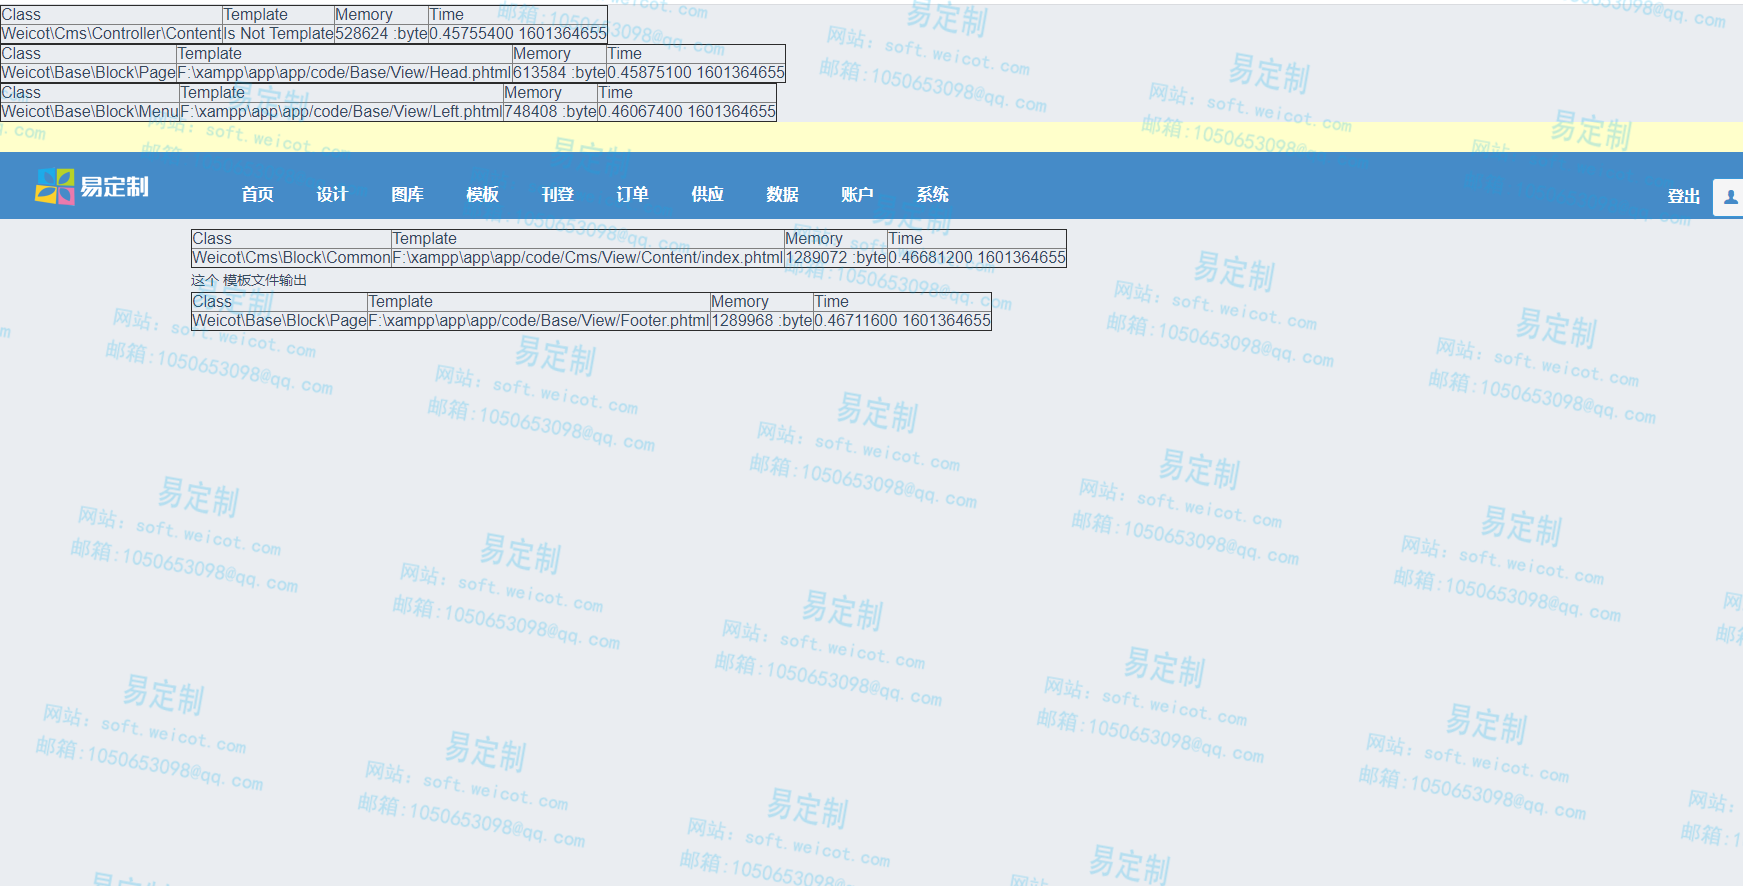 Class Template Memory Time
Weicot\Cms\Controller\Content Is Not Template 528624 :byte 0.45755400 1601364655
Class Template Memory Time
Weicot\Base\Block\Page F:\xampp\app\app/code/Base/View/Head.phtml 613584 :byte 0.45875100 1601364655
Class Template Memory Time
Weicot\Base\Block\Menu F:\xampp\app\app/code/Base/View/Left.phtml 748408 :byte 0.46067400 1601364655
易定制 首页 设计 图库 模板 刊登 订单 供应 数据 账户 系统 登出
Class Template Memory Time
Weicot\Cms\Block\Common F:\xampp\app\app/code/Cms/View/Content/index.phtml 1289072 :byte 0.46681200 1601364655
这个 模板文件输出
Class Template Memory Time
Weicot\Base\Block\Page F:\xampp\app\app/code/Base/View/Footer.phtml 1289968 :byte 0.46711600 1601364655
易定制
网站: soft.weicot.com
邮箱:1050653098@qq.com